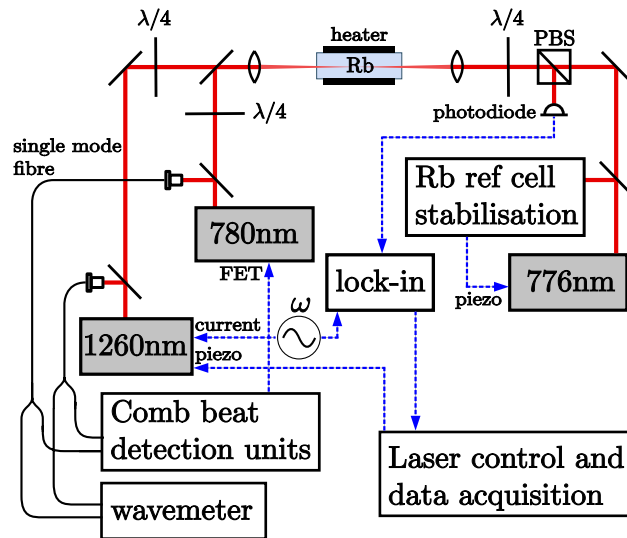 λ/4
λ/4
heater
PBS
Rb
λ/4
photodiode
single mode
fibre
Rb ref cell
stabilisation
780nm
FET
lock-in
776nm
piezo
ω
current
1260nm
piezo
Comb beat
detection units
Laser control and
data acquisition
wavemeter